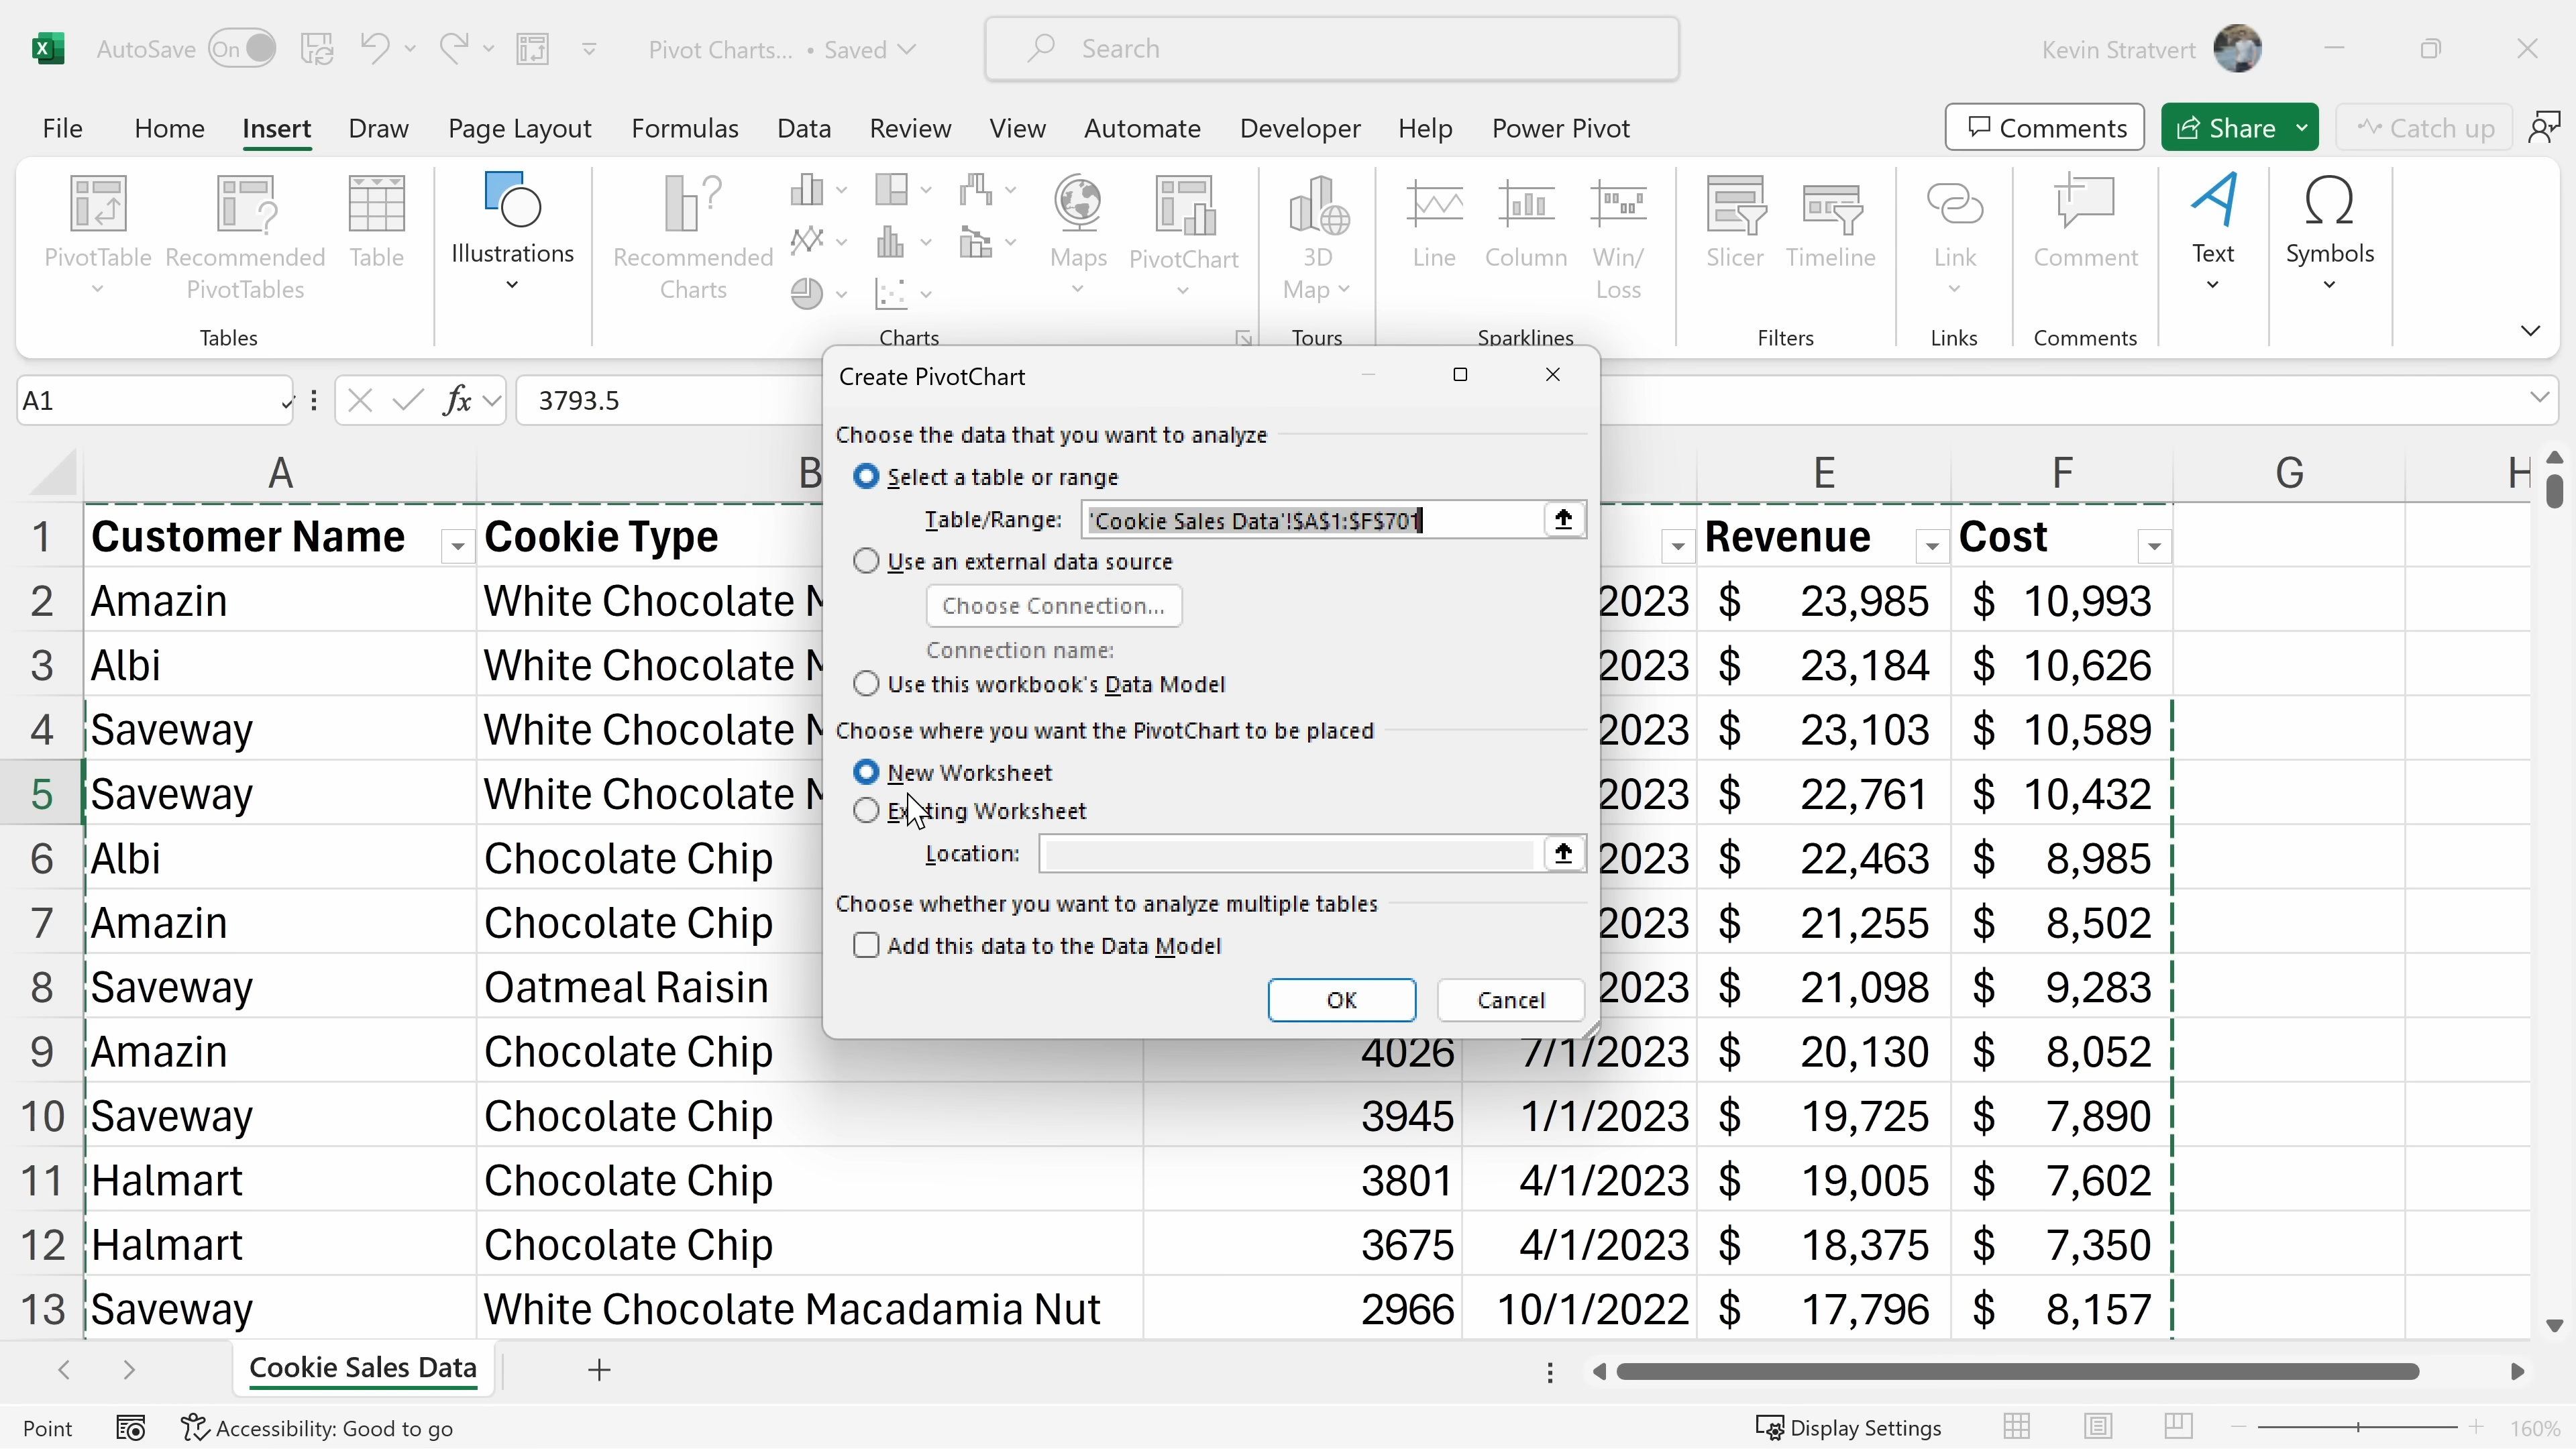 AutoSave On Pivot Charts... • Saved Search Kevin Stratvert
File Home Insert Draw Page Layout Formulas Data Review View Automate Developer Help Power Pivot Comments Share Catch up
PivotTable Recommended PivotTables Table Illustrations Recommended Charts Maps PivotChart 3D Map Line Column Win/ Loss Slicer Timeline Link Comment Text Symbols
Tables Charts Tours Sparklines Filters Links Comments
A1 fx 3793.5
A B E F G H
1 Customer Name Cookie Type Revenue Cost
2 Amazin White Chocolate 2023 $ 23,985 $ 10,993
3 Albi White Chocolate 2023 $ 23,184 $ 10,626
4 Saveway White Chocolate 2023 $ 23,103 $ 10,589
5 Saveway White Chocolate 2023 $ 22,761 $ 10,432
6 Albi Chocolate Chip 2023 $ 22,463 $ 8,985
7 Amazin Chocolate Chip 2023 $ 21,255 $ 8,502
8 Saveway Oatmeal Raisin 2023 $ 21,098 $ 9,283
9 Amazin Chocolate Chip 4026 7/1/2023 $ 20,130 $ 8,052
10 Saveway Chocolate Chip 3945 1/1/2023 $ 19,725 $ 7,890
11 Halmart Chocolate Chip 3801 4/1/2023 $ 19,005 $ 7,602
12 Halmart Chocolate Chip 3675 4/1/2023 $ 18,375 $ 7,350
13 Saveway White Chocolate Macadamia Nut 2966 10/1/2022 $ 17,796 $ 8,157
Create PivotChart
Choose the data that you want to analyze
Select a table or range
Table/Range: 'Cookie Sales Data'!$A$1:$F$701
Use an external data source
Choose Connection...
Connection name:
Use this workbook's Data Model
Choose where you want the PivotChart to be placed
New Worksheet
Existing Worksheet
Location:
Choose whether you want to analyze multiple tables
Add this data to the Data Model
OK Cancel
Cookie Sales Data
Point Accessibility: Good to go Display Settings 160%